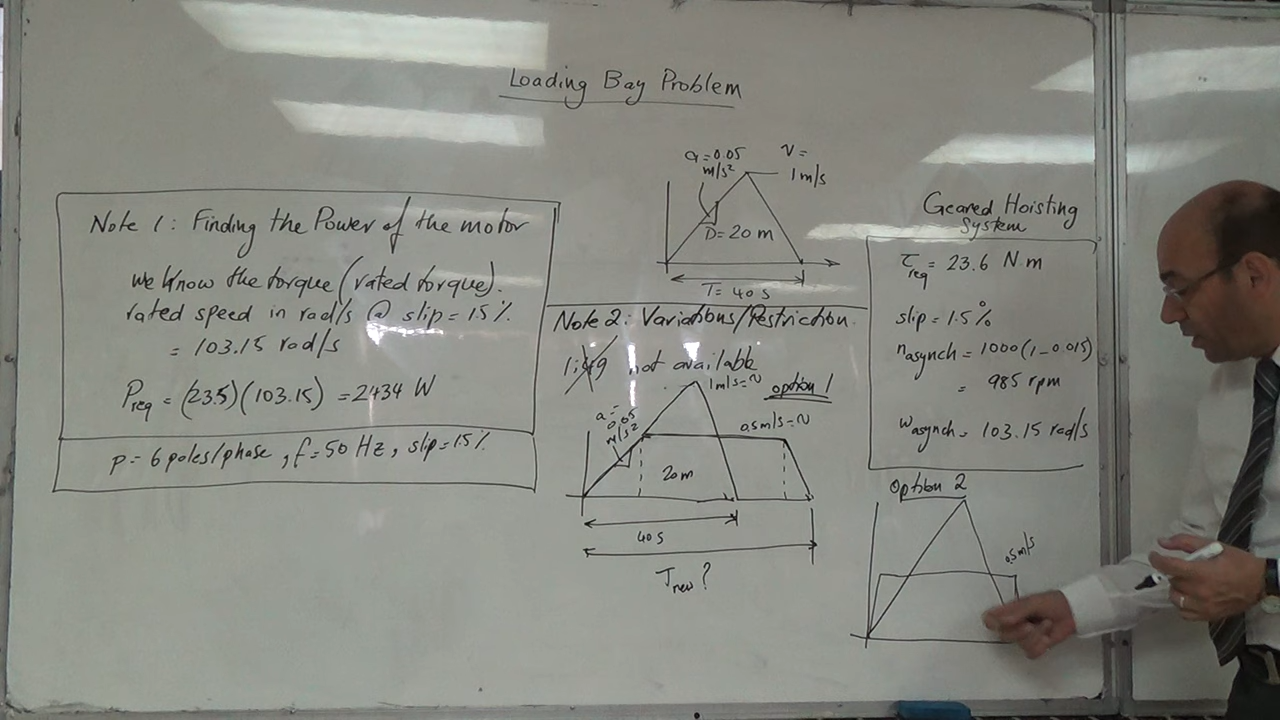 Loading Bay Problem
Note 1: Finding the Power of the motor
we know the torque (rated torque).
rated speed in rad/s @ slip = 1.5 %.
= 103.15 rad/s
Preq = (23.5)(103.15) = 2434 W
P = 6 poles/phase, f = 50 Hz, slip = 1.5 %
a = 0.05
m/s²
v =
1 m/s
D = 20 m
T = 40 s
Note 2: Variations/Restriction.
not available
1 m/s = v
option 1
a =
0.05
m/s²
0.5 m/s = v
20 m
40 s
Tnew ?
Geared Hoisting
System
τreq = 23.6 N m
slip = 1.5 %
nasynch = 1000(1-0.015)
= 985 rpm
ωasynch = 103.15 rad/s
Option 2
0.5 m/s